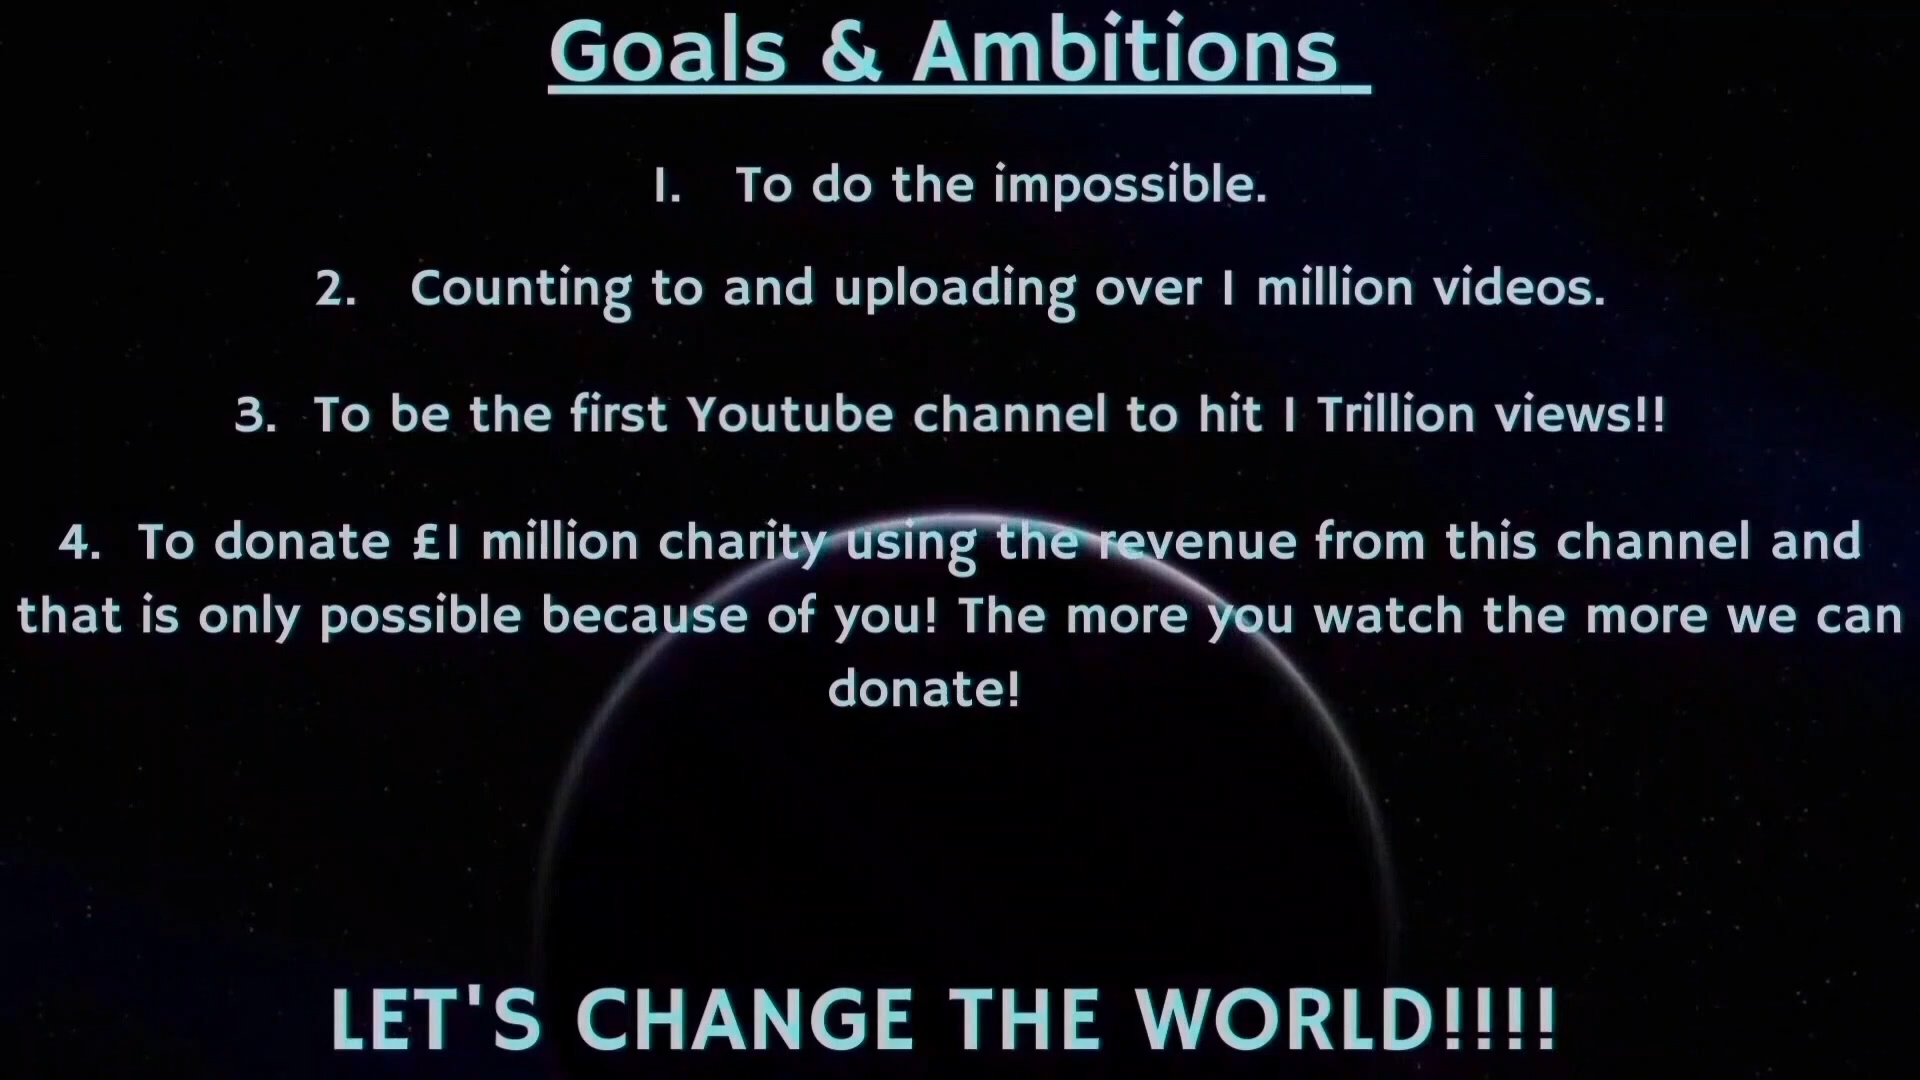 Goals & Ambitions
1. To do the impossible.
2. Counting to and uploading over 1 million videos.
3. To be the first Youtube channel to hit 1 Trillion views!!
4. To donate £1 million charity using the revenue from this channel and
that is only possible because of you! The more you watch the more we can
donate!
LET'S CHANGE THE WORLD!!!!